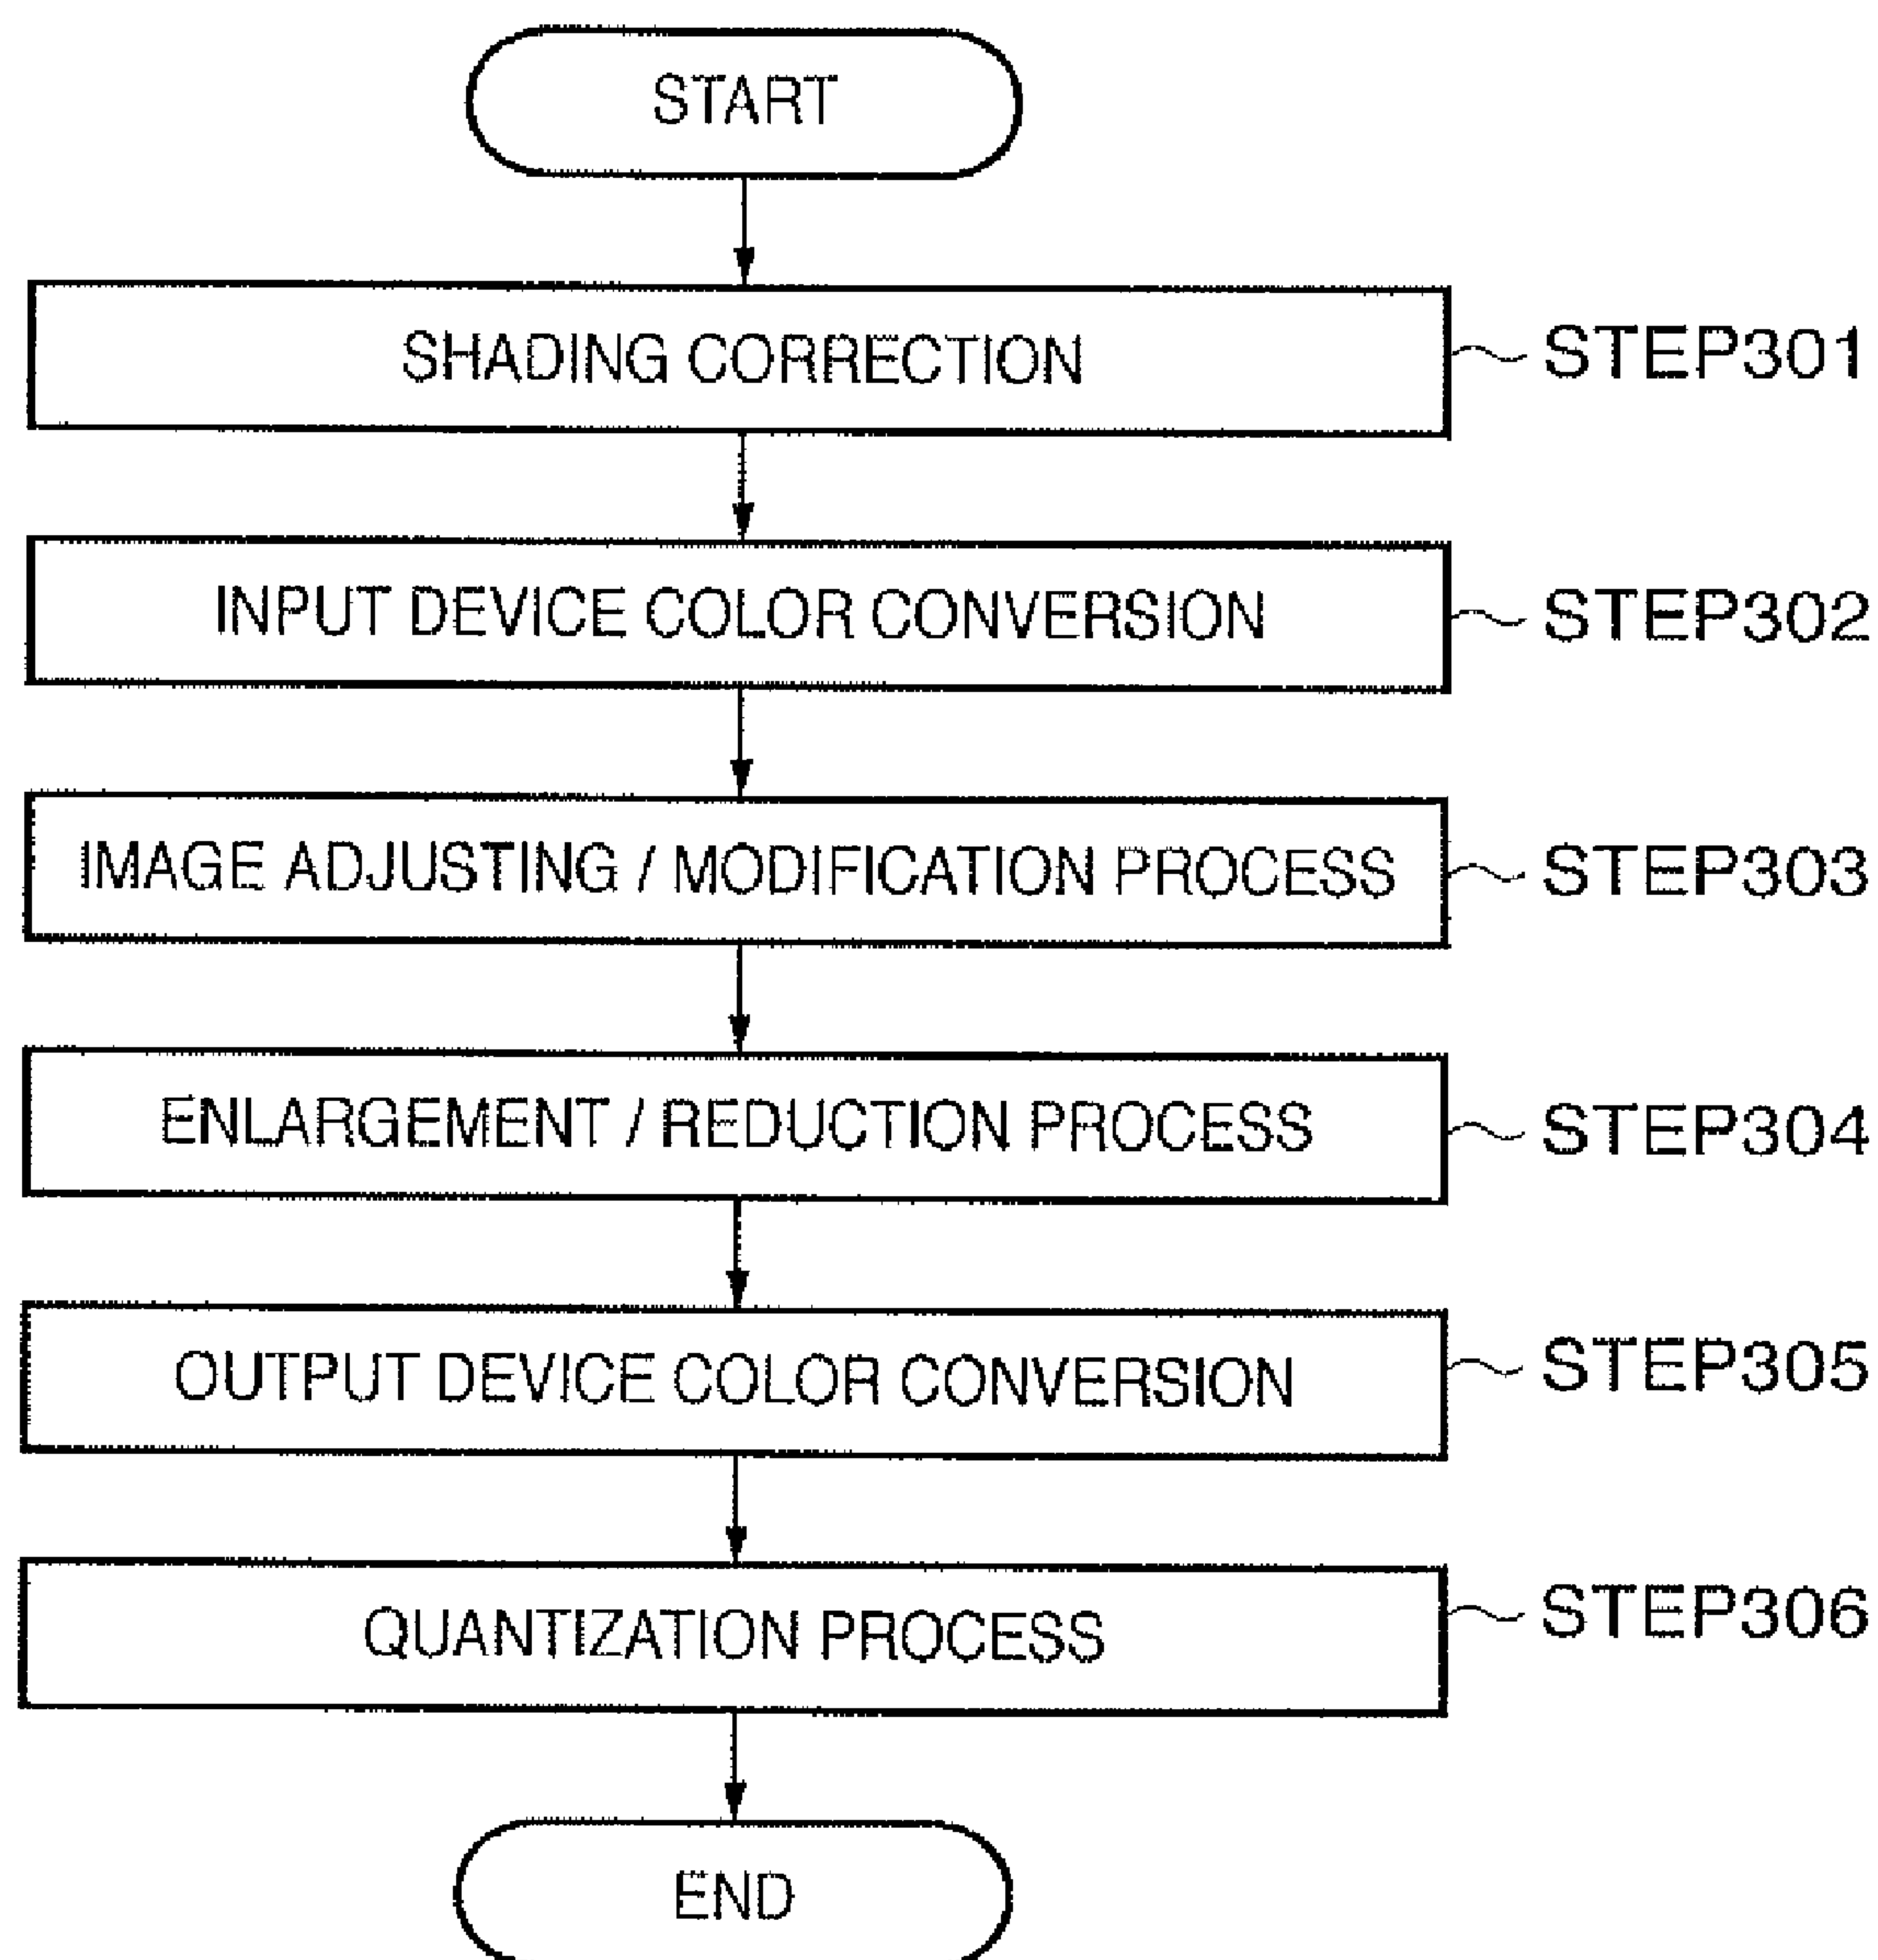 START
SHADING CORRECTION
STEP301
INPUT DEVICE COLOR CONVERSION
STEP302
IMAGE ADJUSTING / MODIFICATION PROCESS
STEP303
ENLARGEMENT / REDUCTION PROCESS
STEP304
OUTPUT DEVICE COLOR CONVERSION
STEP305
QUANTIZATION PROCESS
STEP306
END